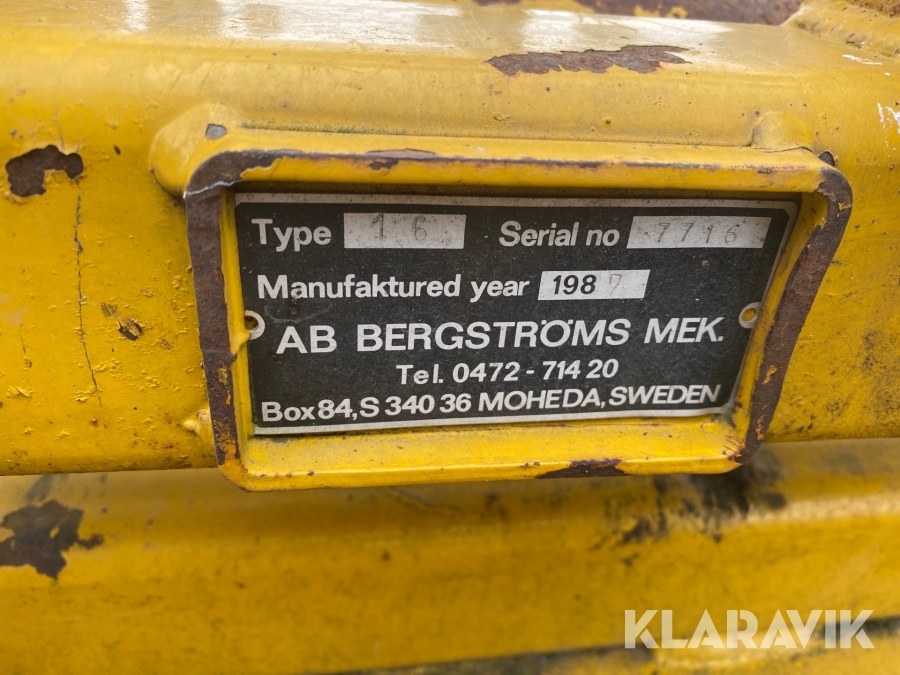 Type 16 Serial no 7716
Manufaktured year 1987
AB BERGSTRÖMS MEK.
Tel. 0472-714 20
Box 84, S 340 36 MOHEDA, SWEDEN
KLARAVIK